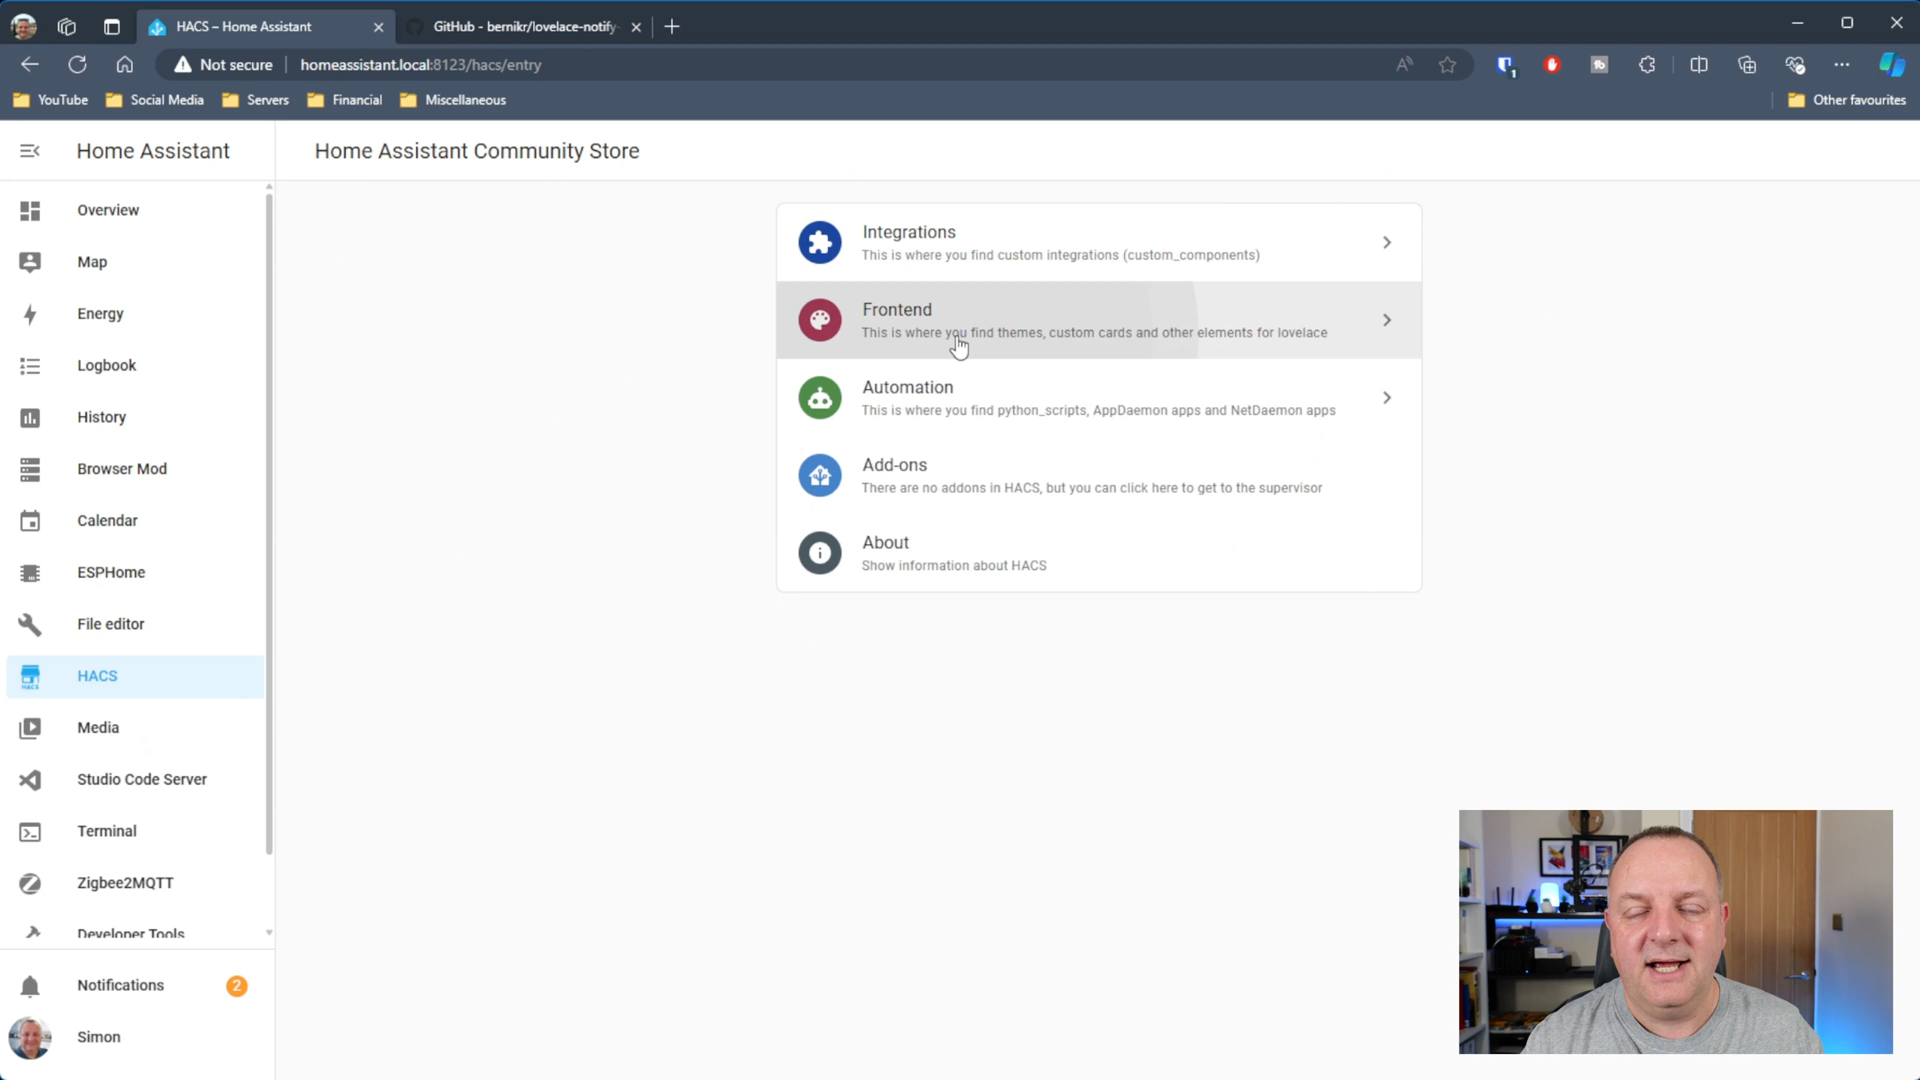 HACS – Home Assistant
GitHub - bernikr/lovelace-notify-
Not secure
homeassistant.local:8123/hacs/entry
1
YouTube
Social Media
Servers
Financial
Miscellaneous
Other favourites
Home Assistant
Home Assistant Community Store
Overview
Map
Energy
Logbook
History
Browser Mod
Calendar
ESPHome
File editor
HACS
HACS
Media
Studio Code Server
Terminal
Zigbee2MQTT
Developer Tools
Notifications
2
Simon
Integrations
This is where you find custom integrations (custom_components)
Frontend
This is where you find themes, custom cards and other elements for lovelace
Automation
This is where you find python_scripts, AppDaemon apps and NetDaemon apps
Add-ons
There are no addons in HACS, but you can click here to get to the supervisor
About
Show information about HACS